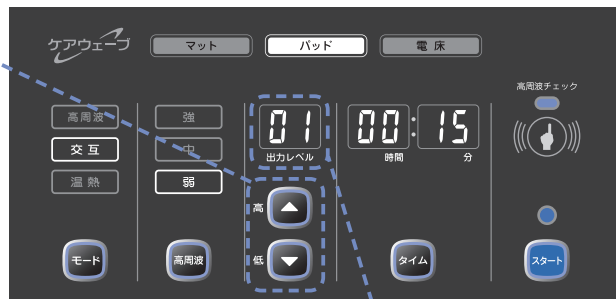 ケアウェーブ
マット
パッド
電床
高周波
交互
温熱
強
中
弱
01
出力レベル
00:15
時間
分
高周波チェック
高
低
モード
高周波
タイム
スタート